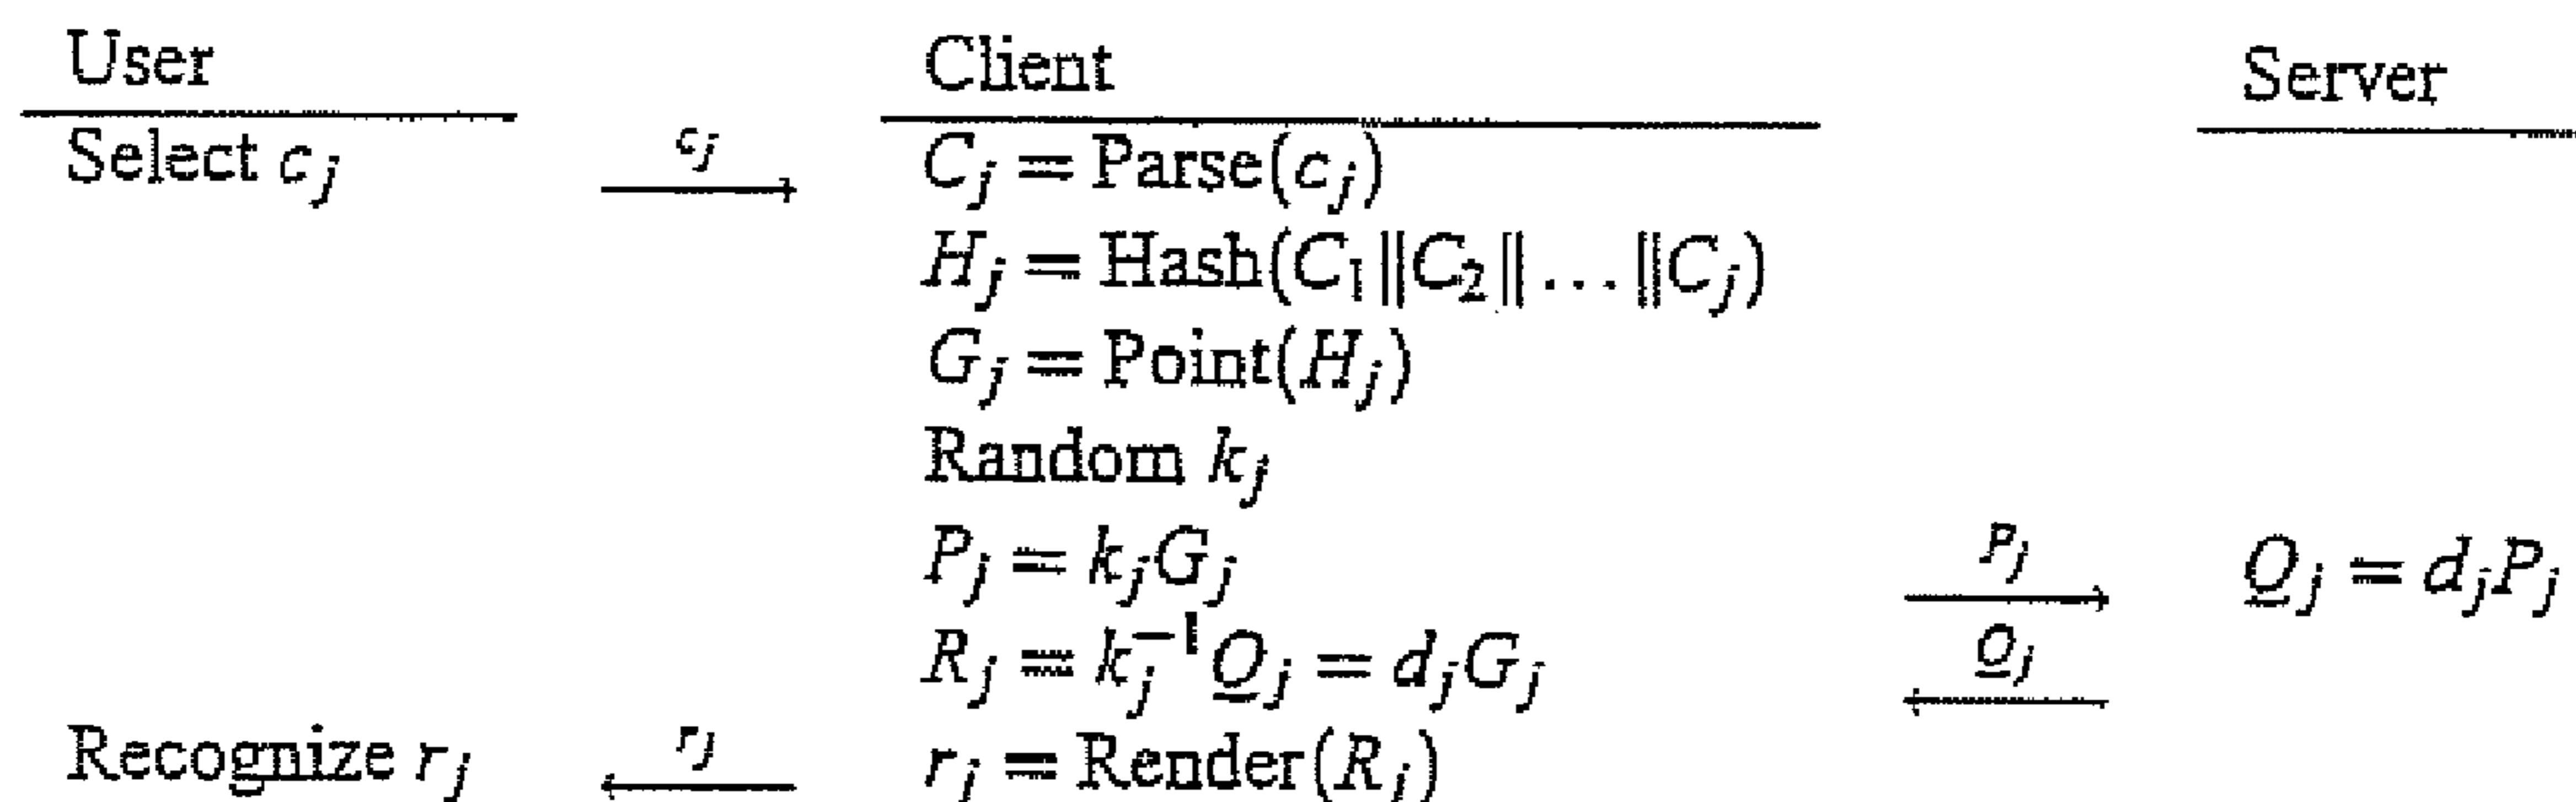 User Client Server
Select c_j c_j C_j = Parse(c_j)
H_j = Hash(C_1||C_2||...||C_j)
G_j = Point(H_j)
Random k_j
P_j = k_jG_j P_j Q_j = d_jP_j
R_j = k_j^{-1}Q_j = d_jG_j Q_j
Recognize r_j r_j r_j = Render(R_j)